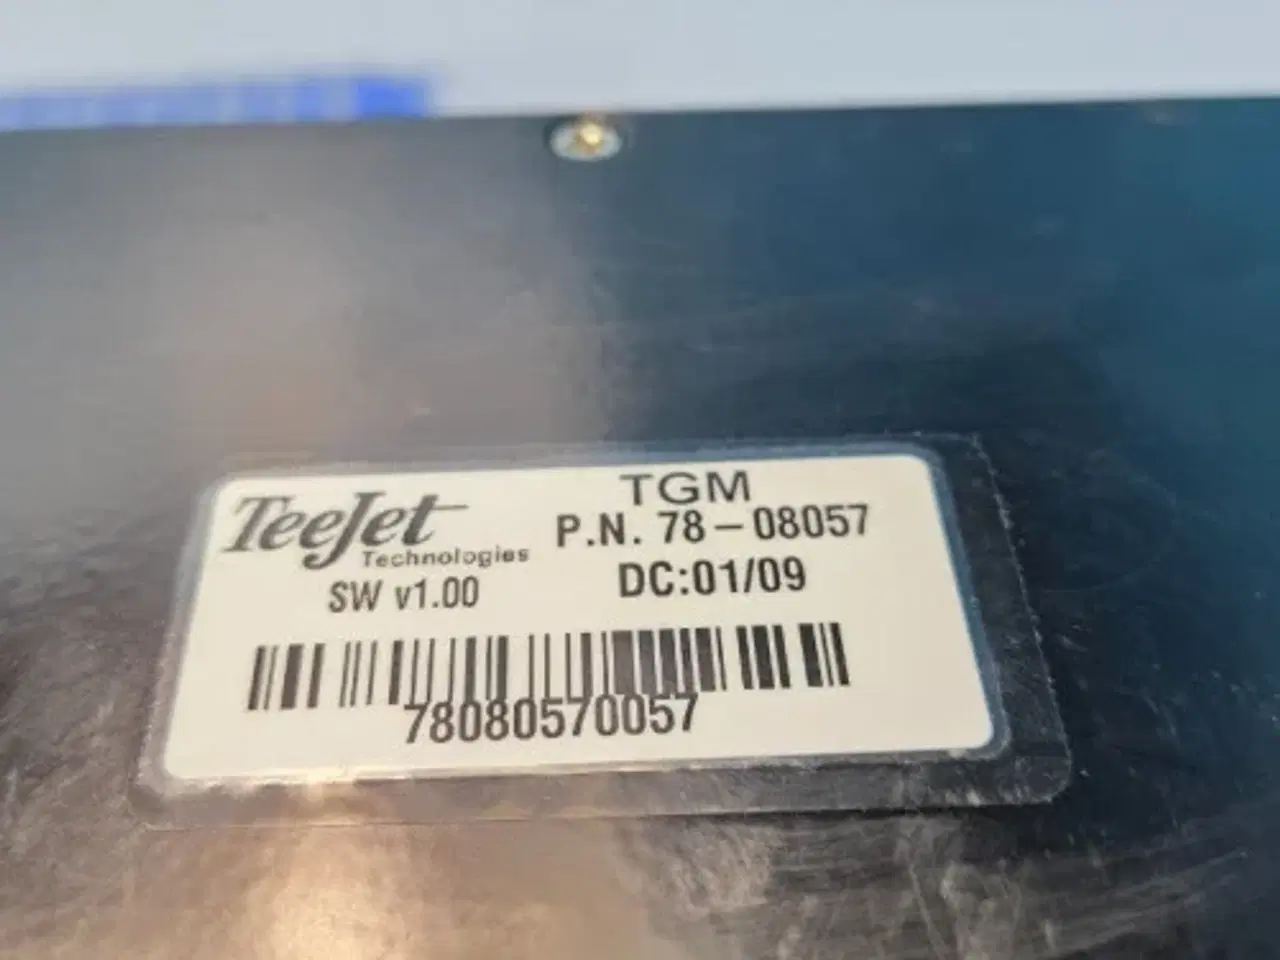 TeeJet
Technologies
SW v1.00
TGM
P.N. 78-08057
DC:01/09
78080570057